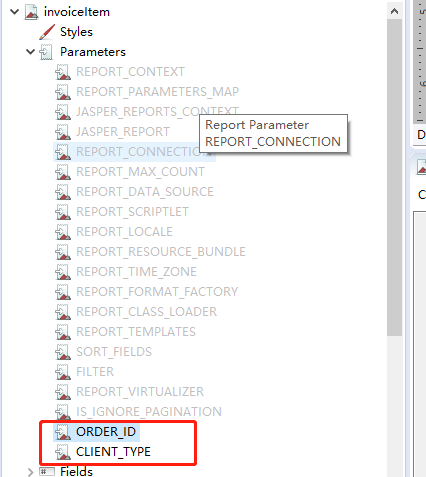 invoiceItem
Styles
Parameters
REPORT_CONTEXT
REPORT_PARAMETERS_MAP
JASPER_REPORTS_CONTEXT
JASPER_REPORT
REPORT_CONNECTION
Report Parameter
REPORT_CONNECTION
REPORT_MAX_COUNT
REPORT_DATA_SOURCE
REPORT_SCRIPTLET
REPORT_LOCALE
REPORT_RESOURCE_BUNDLE
REPORT_TIME_ZONE
REPORT_FORMAT_FACTORY
REPORT_CLASS_LOADER
REPORT_TEMPLATES
SORT_FIELDS
FILTER
REPORT_VIRTUALIZER
IS_IGNORE_PAGINATION
ORDER_ID
CLIENT_TYPE
Fields